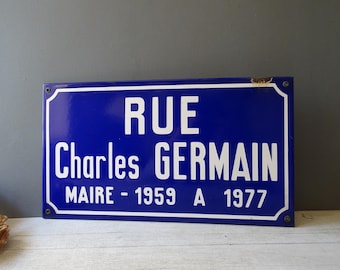 RUE
Charles GERMAIN
MAIRE - 1959 A 1977